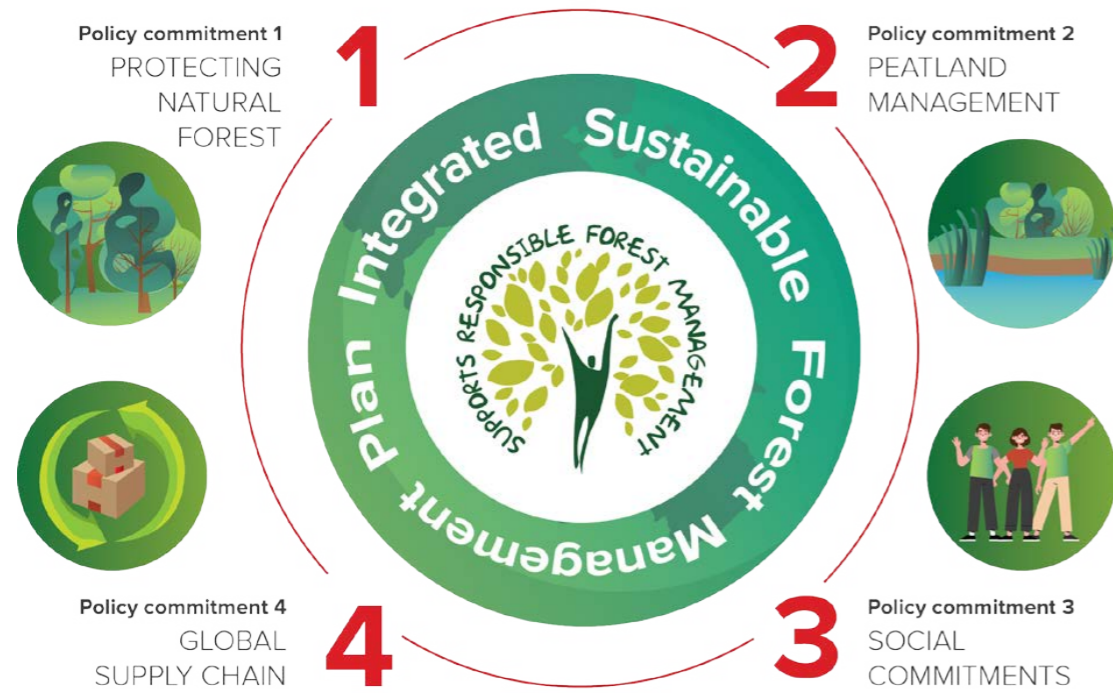 Policy commitment 1
PROTECTING
NATURAL
FOREST
1
2
Policy commitment 2
PEATLAND
MANAGEMENT
Integrated Sustainable Forest Management Plan
SUPPORTS RESPONSIBLE FOREST MANAGEMENT
Policy commitment 4
GLOBAL
SUPPLY CHAIN
4
3
Policy commitment 3
SOCIAL
COMMITMENTS